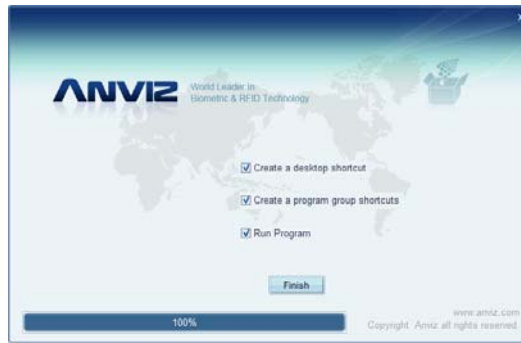 ANVIZ
World Leader In
Biometric & RFID Technology
Create a desktop shortcut
Create a program group shortcuts
Run Program
Finish
100%
www.anviz.com
Copyright Anviz all rights reserved.